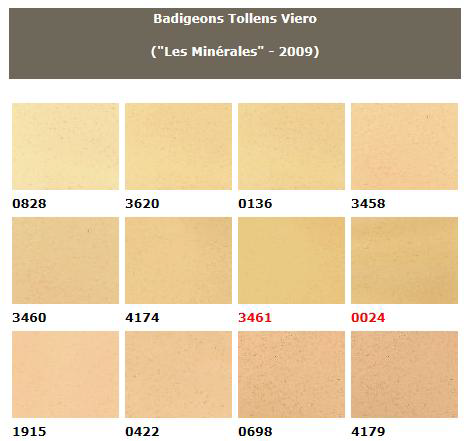 Badigeons Tollens Viero
("Les Minérales" - 2009)
0828 3620 0136 3458
3460 4174 3461 0024
1915 0422 0698 4179